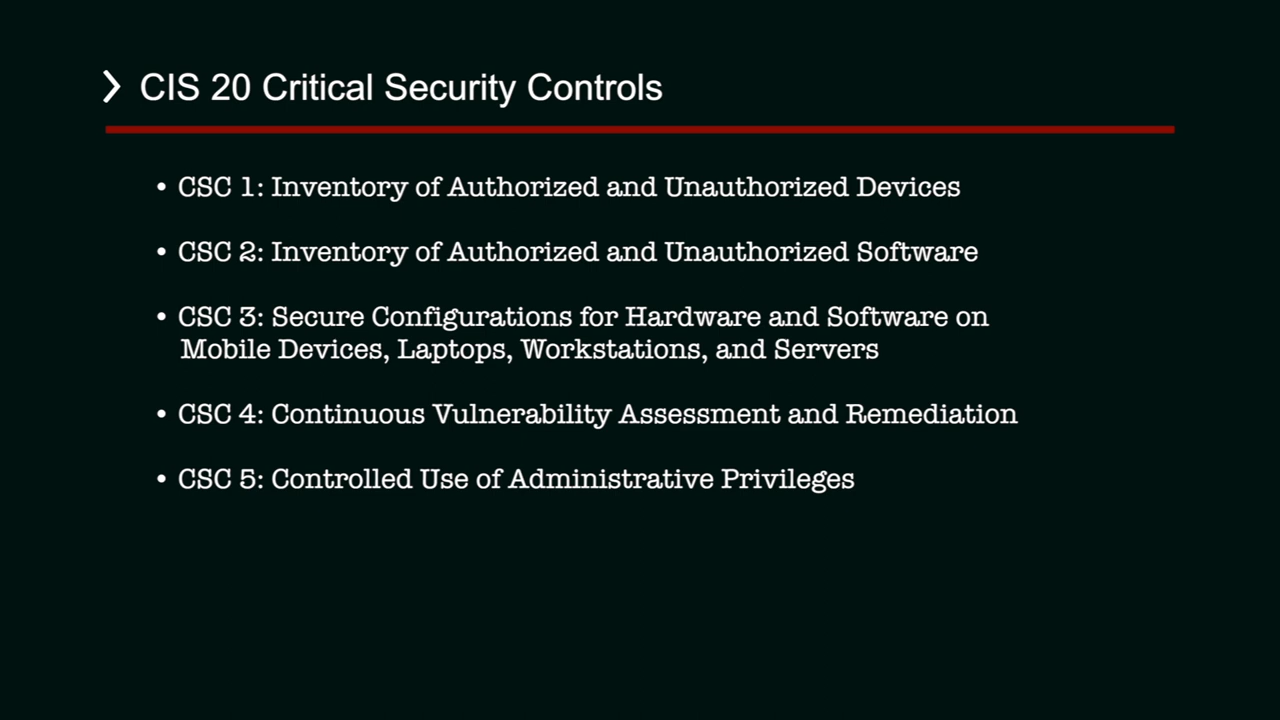 CIS 20 Critical Security Controls
• CSC 1: Inventory of Authorized and Unauthorized Devices
• CSC 2: Inventory of Authorized and Unauthorized Software
• CSC 3: Secure Configurations for Hardware and Software on
Mobile Devices, Laptops, Workstations, and Servers
• CSC 4: Continuous Vulnerability Assessment and Remediation
• CSC 5: Controlled Use of Administrative Privileges